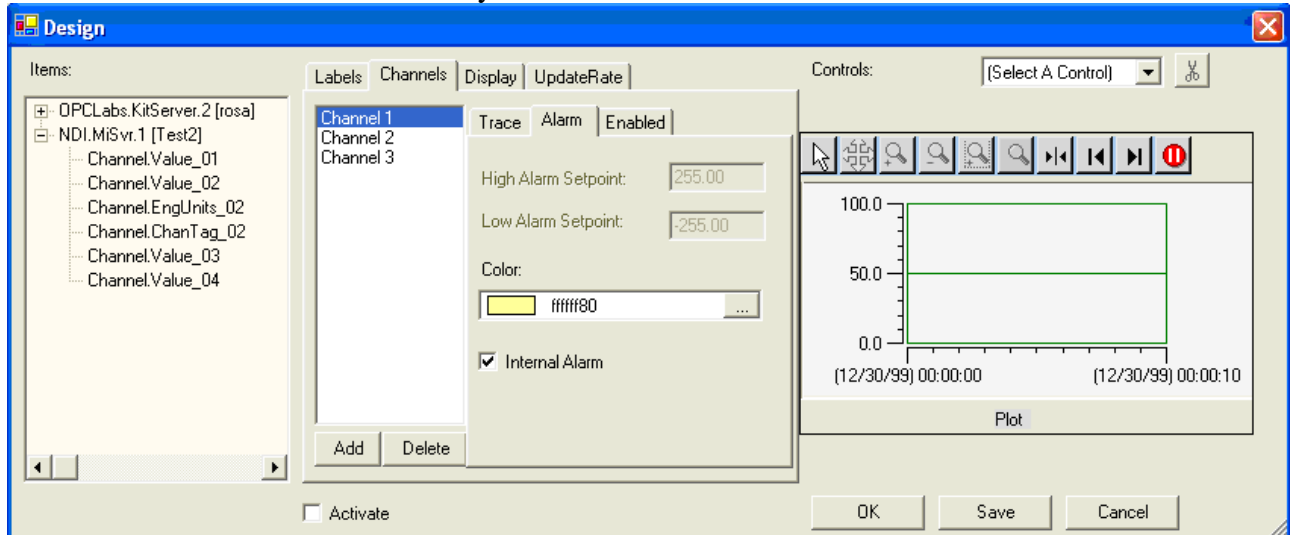 Design
Items:
OPCLabs.KitServer.2 [rosa]
NDI.MiSvr.1 [Test2]
Channel.Value_01
Channel.Value_02
Channel.EngUnits_02
Channel.ChanTag_02
Channel.Value_03
Channel.Value_04
Labels Channels Display UpdateRate
Channel 1
Channel 2
Channel 3
Add Delete
Trace Alarm Enabled
High Alarm Setpoint: 255.00
Low Alarm Setpoint: -255.00
Color:
ffffff80 ...
Internal Alarm
Activate
Controls: (Select A Control)
100.0
50.0
0.0
(12/30/99) 00:00:00 (12/30/99) 00:00:10
Plot
OK Save Cancel